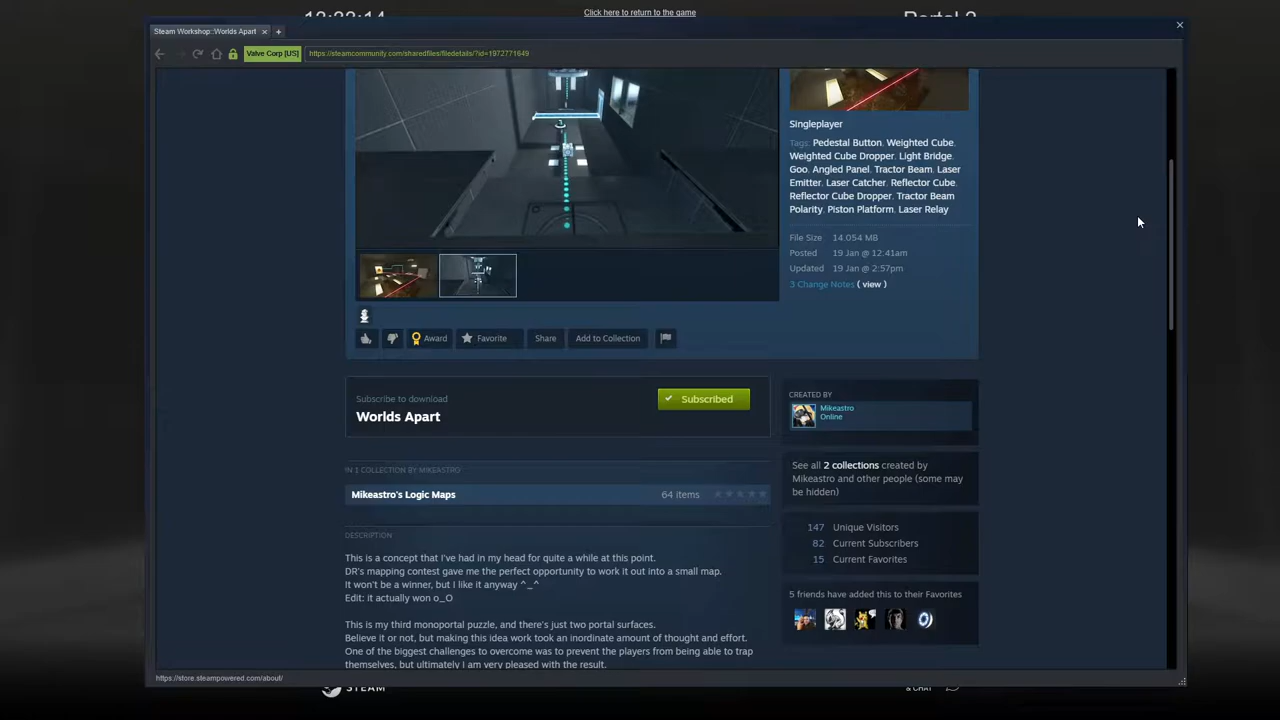 Click here to return to the game
Steam Workshop::Worlds Apart
Valve Corp [US]
https://steamcommunity.com/sharedfiles/filedetails/?id=1972771649
Singleplayer
Tags: Pedestal Button, Weighted Cube,
Weighted Cube Dropper, Light Bridge,
Goo, Angled Panel, Tractor Beam, Laser
Emitter, Laser Catcher, Reflector Cube,
Reflector Cube Dropper, Tractor Beam
Polarity, Piston Platform, Laser Relay
File Size 14.054 MB
Posted 19 Jan @ 12:41am
Updated 19 Jan @ 2:57pm
3 Change Notes ( view )
Award Favorite Share Add to Collection
Subscribe to download
Worlds Apart
Subscribed
CREATED BY
Mikeastro
Online
IN 1 COLLECTION BY MIKEASTRO
Mikeastro's Logic Maps 64 items
See all 2 collections created by
Mikeastro and other people (some may
be hidden)
147 Unique Visitors
82 Current Subscribers
15 Current Favorites
5 friends have added this to their Favorites
DESCRIPTION
This is a concept that I've had in my head for quite a while at this point.
DR's mapping contest gave me the perfect opportunity to work it out into a small map.
It won't be a winner, but I like it anyway ^_^
Edit: it actually won o_O
This is my third monoportal puzzle, and there's just two portal surfaces.
Believe it or not, but making this idea work took an inordinate amount of thought and effort.
One of the biggest challenges to overcome was to prevent the players from being able to trap
themselves, but ultimately I am very pleased with the result.
https://store.steampowered.com/about/
STEAM
& CHAT